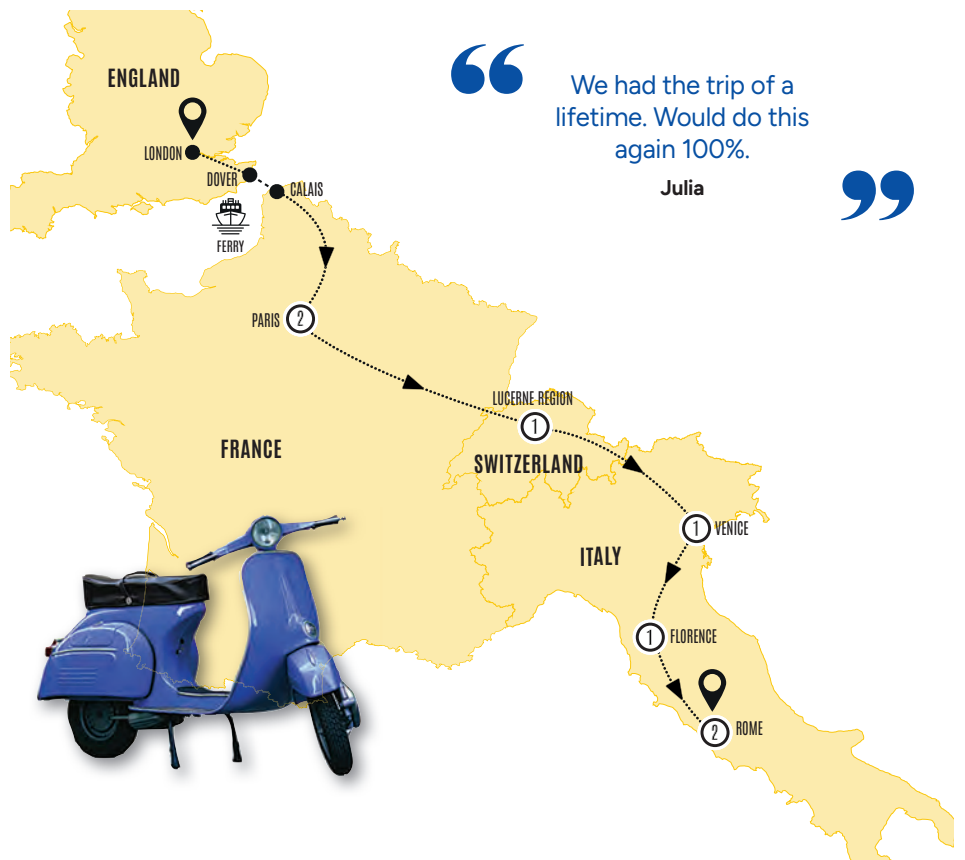 ENGLAND
LONDON
DOVER
CALAIS
FERRY
“
We had the trip of a
lifetime. Would do this
again 100%.
Julia
”
PARIS
2
LUCERNE REGION
1
SWITZERLAND
FRANCE
1
VENICE
ITALY
1
FLORENCE
2
ROME